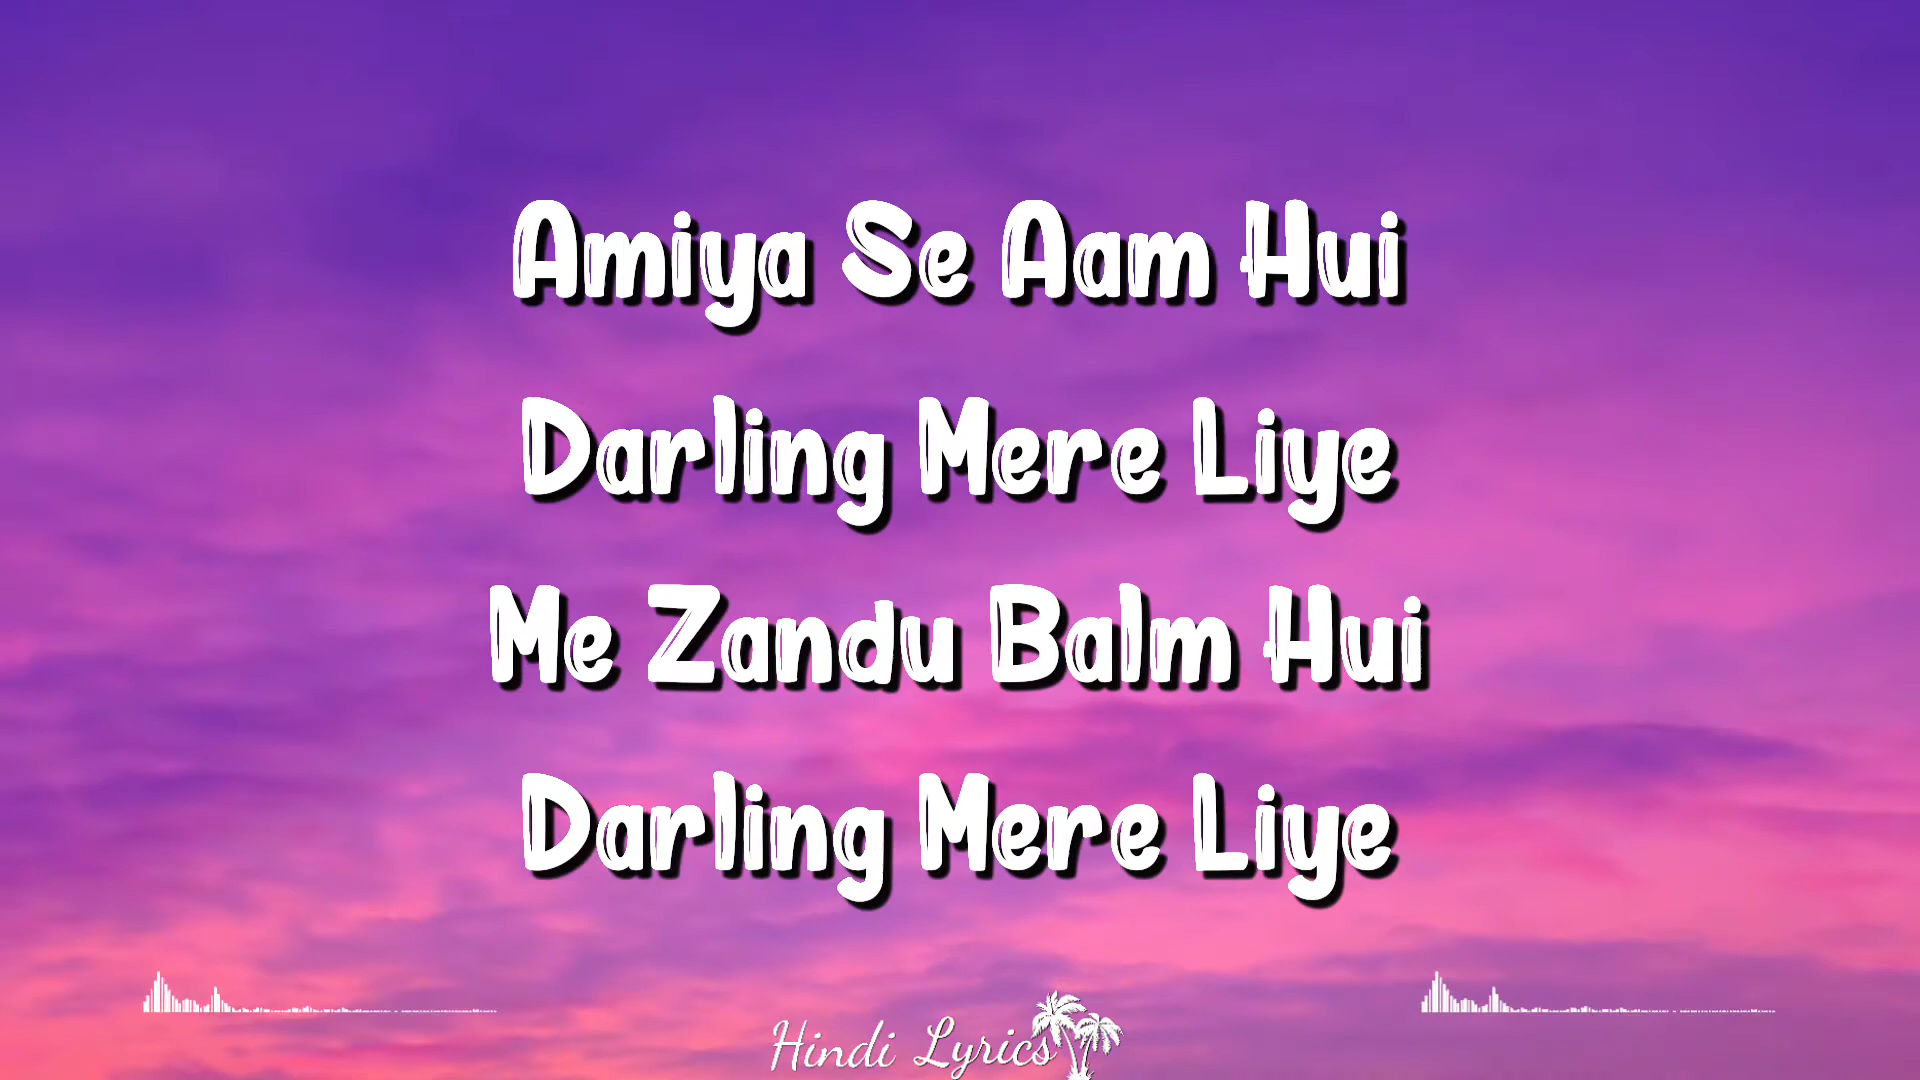 Amiya Se Aam Hui
Darling Mere Liye
Me Zandu Balm Hui
Darling Mere Liye
Hindi Lyrics